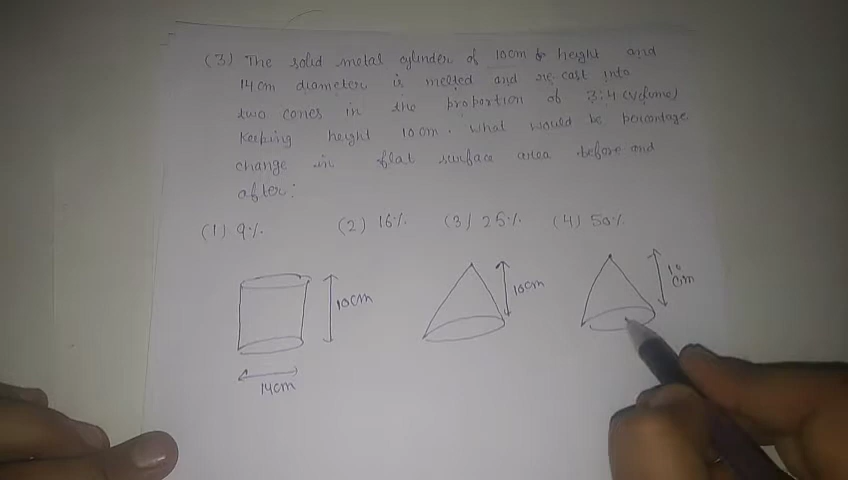 (3) The solid metal cylinder of 10cm & height and
14cm diameter is melted and re cast into
two cones in the proportion of 3:4 (volume)
keeping height 10cm. What would be percentage
change in flat surface area before and
after:
(1) 9% (2) 16% (3) 25% (4) 50%
10cm 10cm 10 cm
14cm